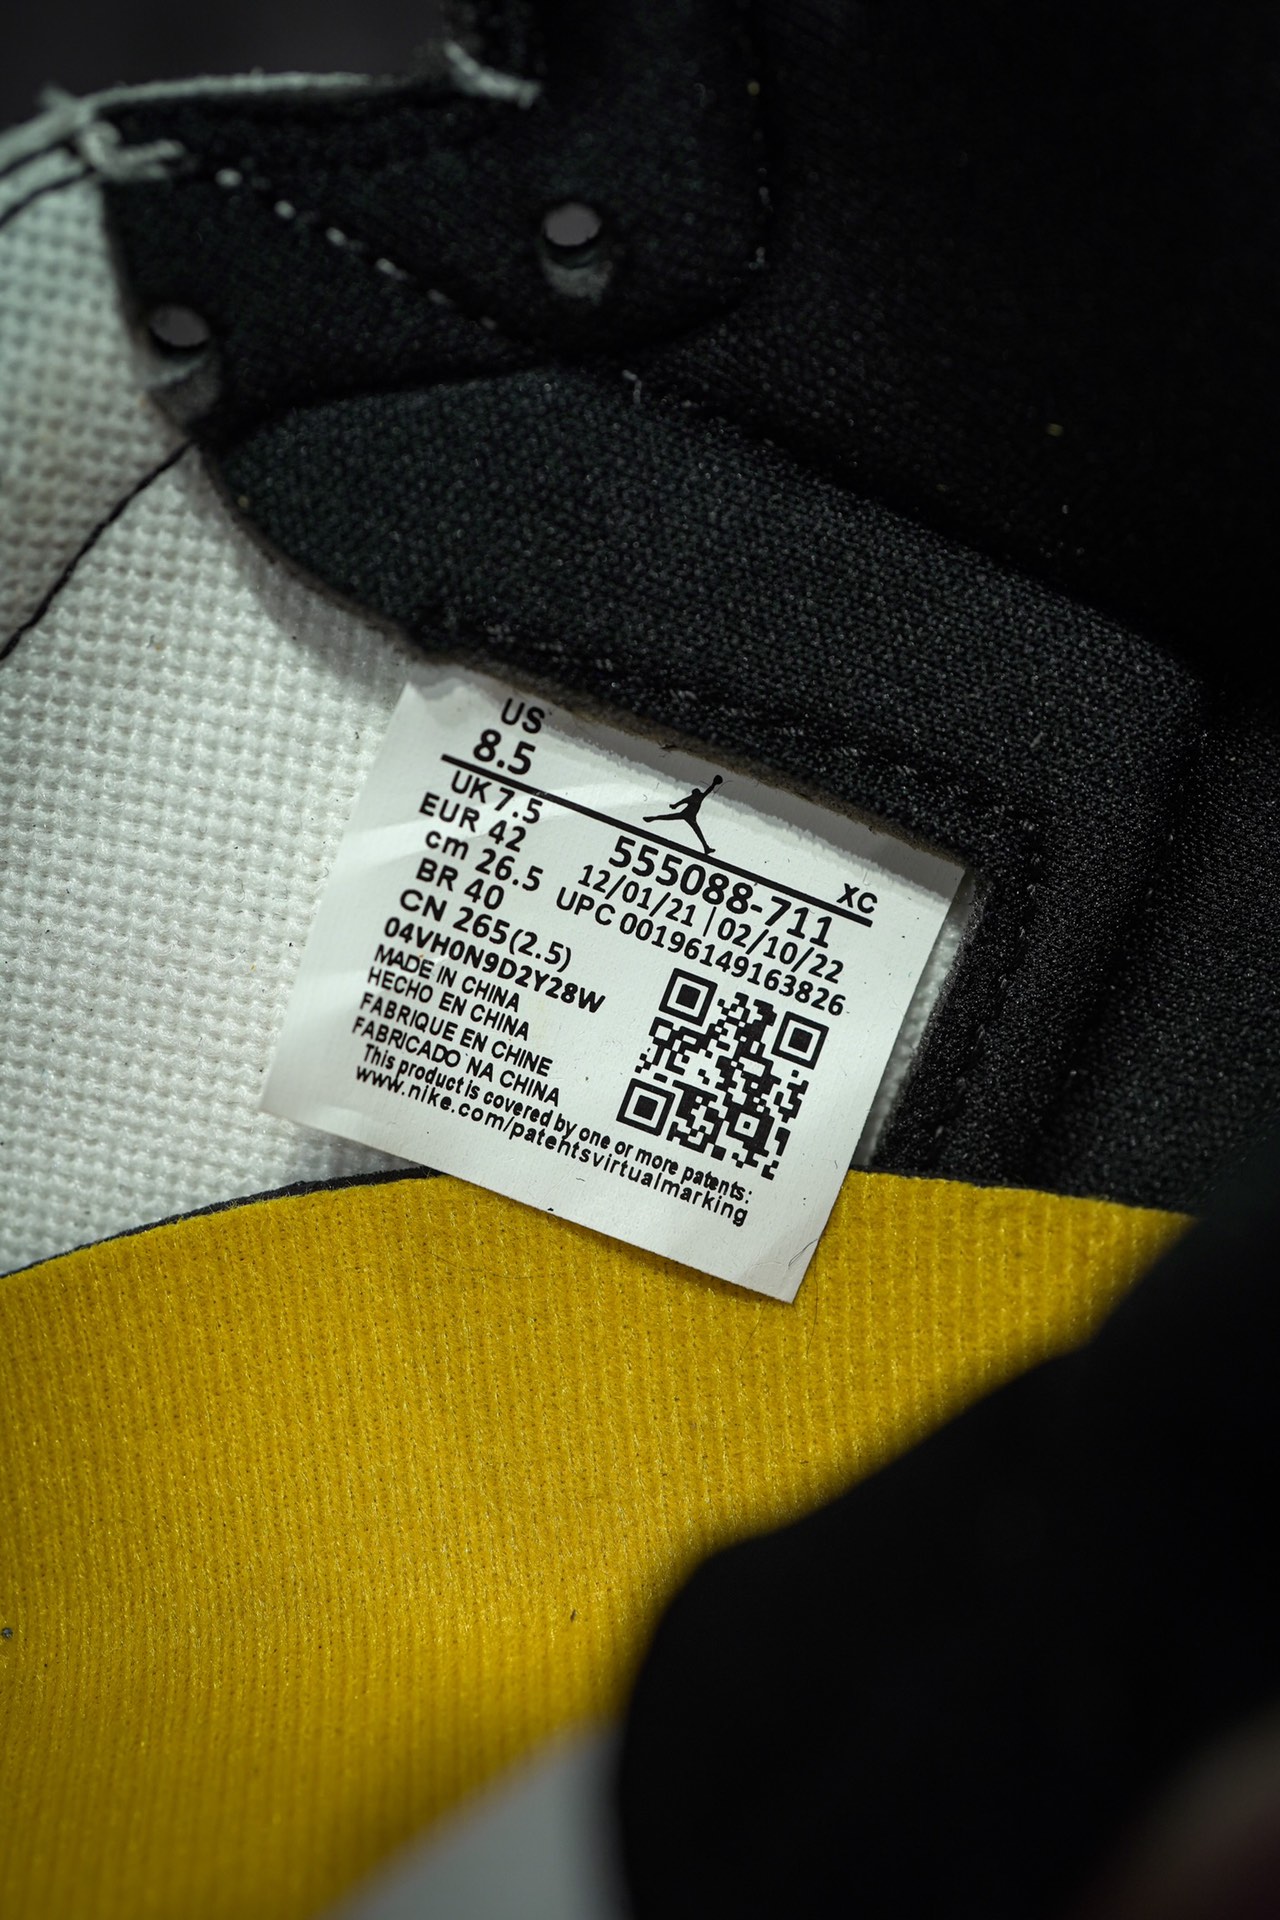 US
8.5
XC
UK 7.5
EUR 42
cm 26.5
BR 40
CN 265(2.5)
04VH0N9D2Y28W
555088-711
12/01/21 | 02/10/22
UPC 00196149163826
MADE IN CHINA
HECHO EN CHINA
FABRIQUE EN CHINE
FABRICADO NA CHINA
This product is covered by one or more patents:
www.nike.com/patentsvirtualmarking